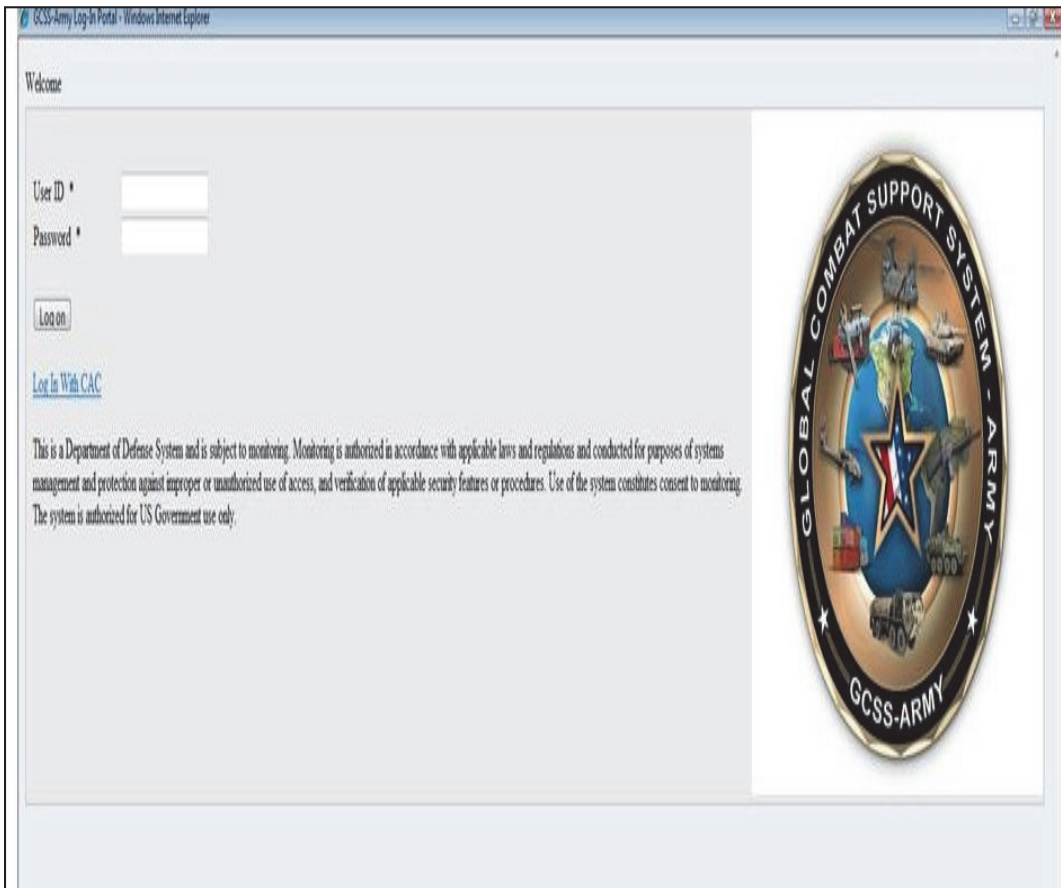 GCSS-Army Log-In Portal - Windows Internet Explorer
Welcome
User ID *
Password *
Log on
Log In With CAC
This is a Department of Defense System and is subject to monitoring. Monitoring is authorized in accordance with applicable laws and regulations and conducted for purposes of systems
management and protection against improper or unauthorized use of access, and verification of applicable security features or procedures. Use of the system constitutes consent to monitoring.
The system is authorized for US Government use only.
GLOBAL COMBAT SUPPORT SYSTEM - ARMY
GCSS-ARMY